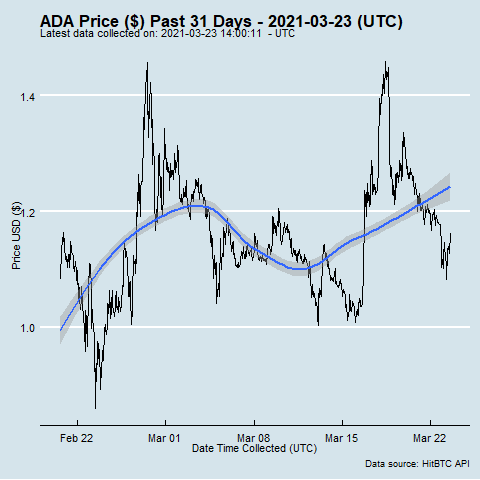 ADA Price ($) Past 31 Days - 2021-03-23 (UTC)
Latest data collected on: 2021-03-23 14:00:11  - UTC
1.4
1.2
1.0
Price USD ($)
Feb 22
Mar 01
Mar 08
Mar 15
Mar 22
Date Time Collected (UTC)
Data source: HitBTC API